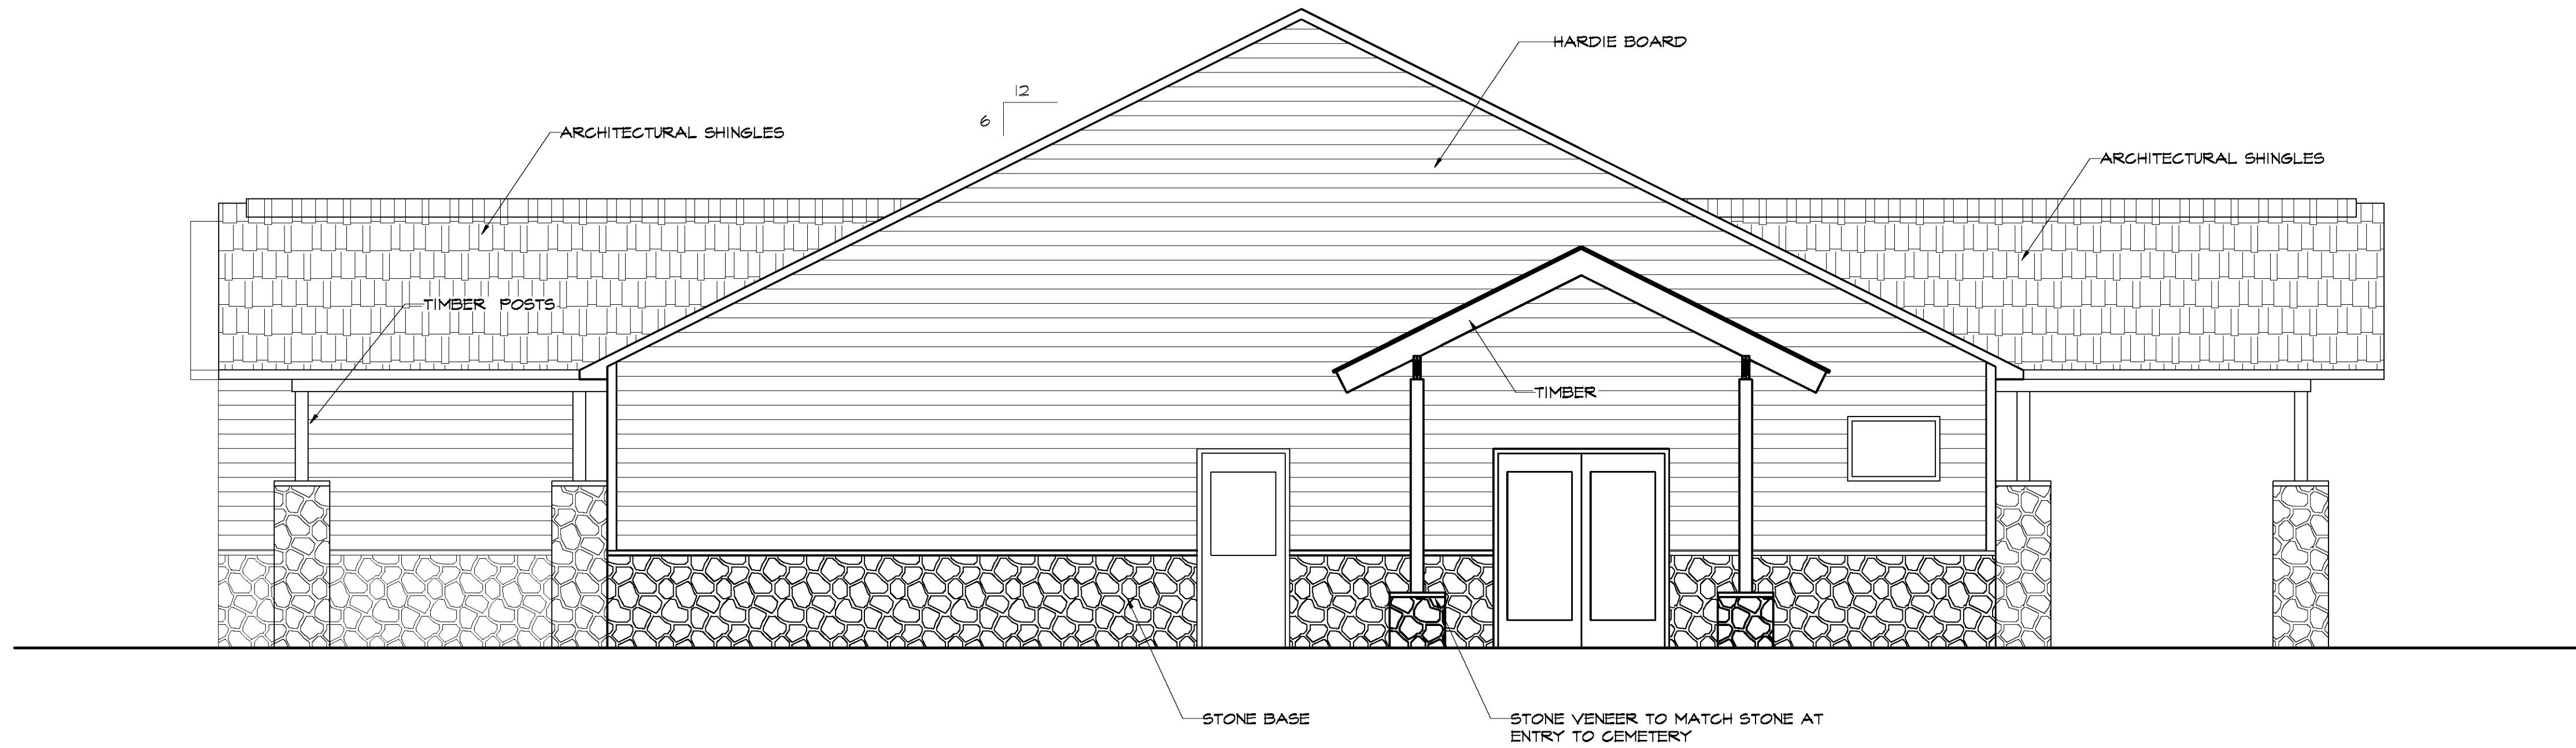 HARDIE BOARD
12
6
ARCHITECTURAL SHINGLES
ARCHITECTURAL SHINGLES
TIMBER POSTS
TIMBER
STONE BASE
STONE VENEER TO MATCH STONE AT
ENTRY TO CEMETERY